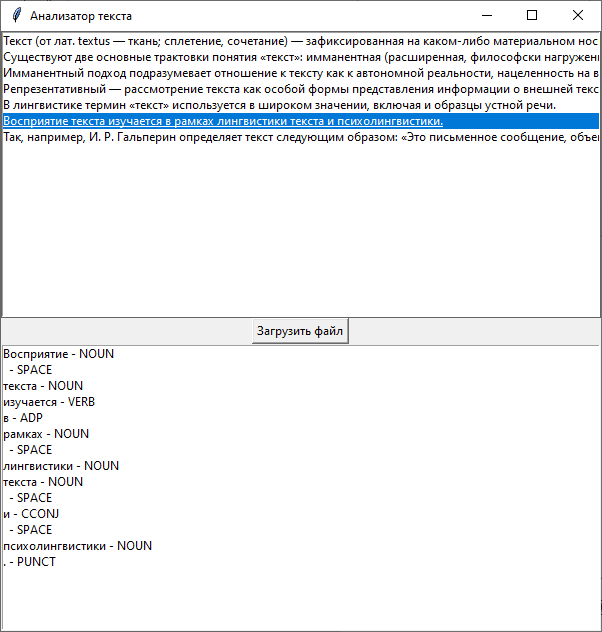 Анализатор текста
Текст (от лат. textus — ткань; сплетение, сочетание) — зафиксированная на каком-либо материальном нос
Существуют две основные трактовки понятия «текст»: имманентная (расширенная, философски нагружен
Имманентный подход подразумевает отношение к тексту как к автономной реальности, нацеленность на в
Репрезентативный — рассмотрение текста как особой формы представления информации о внешней текс
В лингвистике термин «текст» используется в широком значении, включая и образцы устной речи.
Восприятие текста изучается в рамках лингвистики текста и психолингвистики.
Так, например, И. Р. Гальперин определяет текст следующим образом: «Это письменное сообщение, объе
Загрузить файл
Восприятие - NOUN
- SPACE
текста - NOUN
изучается - VERB
в - ADP
рамках - NOUN
- SPACE
лингвистики - NOUN
текста - NOUN
- SPACE
и - CCONJ
- SPACE
психолингвистики - NOUN
. - PUNCT